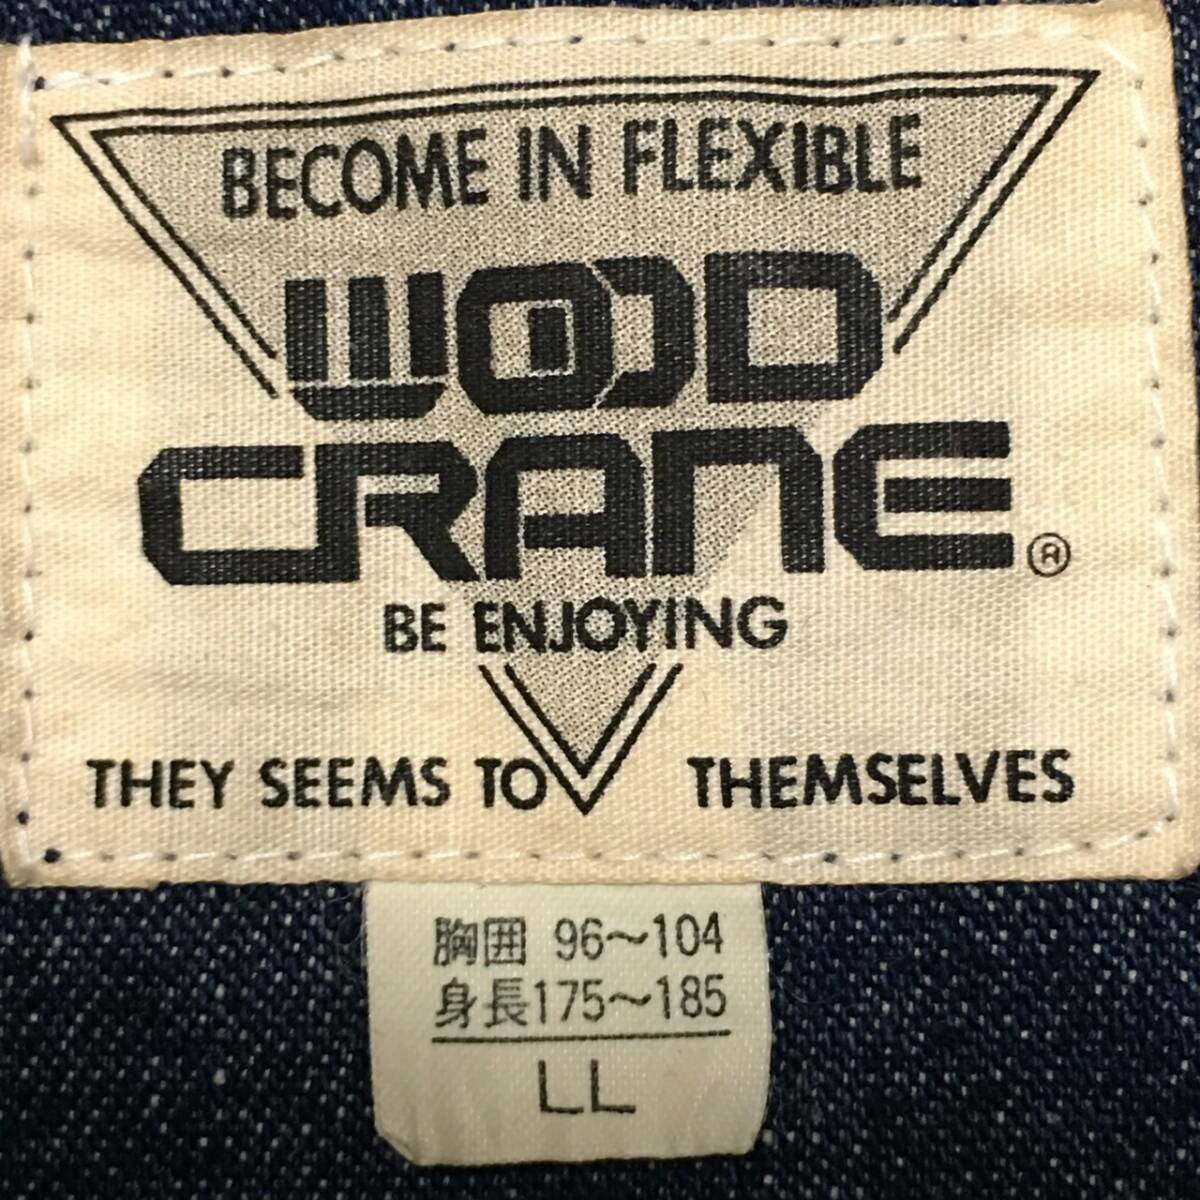 BECOME IN FLEXIBLE
WOOD
CRANE®
BE ENJOYING
THEY SEEMS TO THEMSELVES
胸囲 96～104
身長175～185
LL